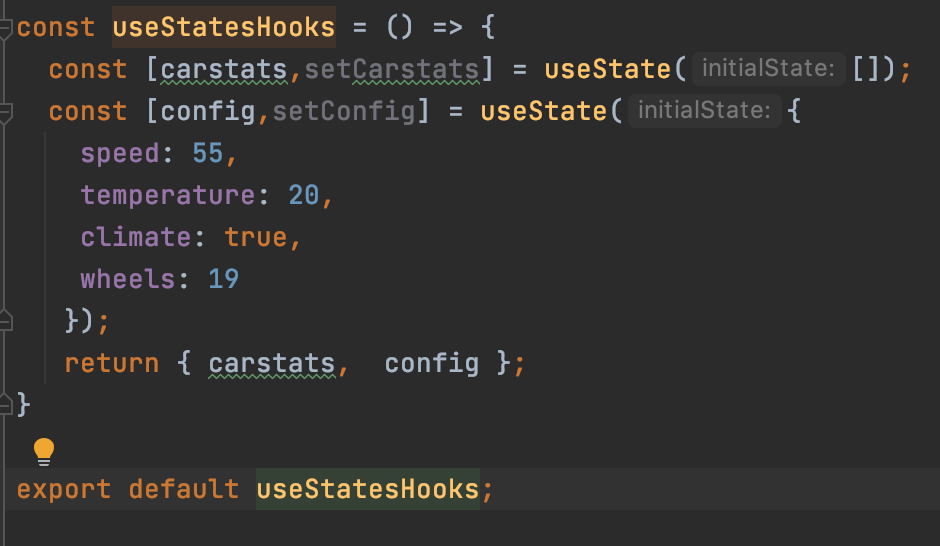 const useStatesHooks = () => {
const [carstats,setCarstats] = useState( initialState: []);
const [config,setConfig] = useState( initialState: {
speed: 55,
temperature: 20,
climate: true,
wheels: 19
});
return { carstats,  config };
}
export default useStatesHooks;